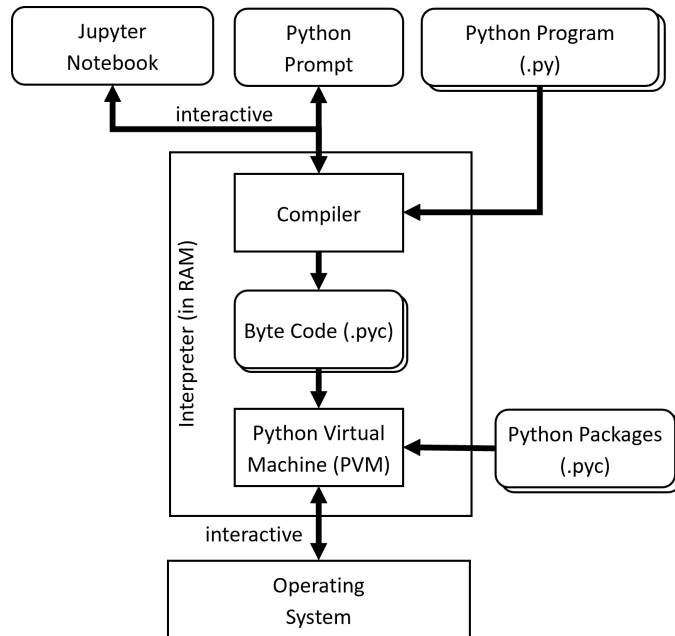 Jupyter
Notebook
Python
Prompt
Python Program
(.py)
interactive
Interpreter (in RAM)
Compiler
Byte Code (.pyc)
Python Virtual
Machine (PVM)
Python Packages
(.pyc)
interactive
Operating
System